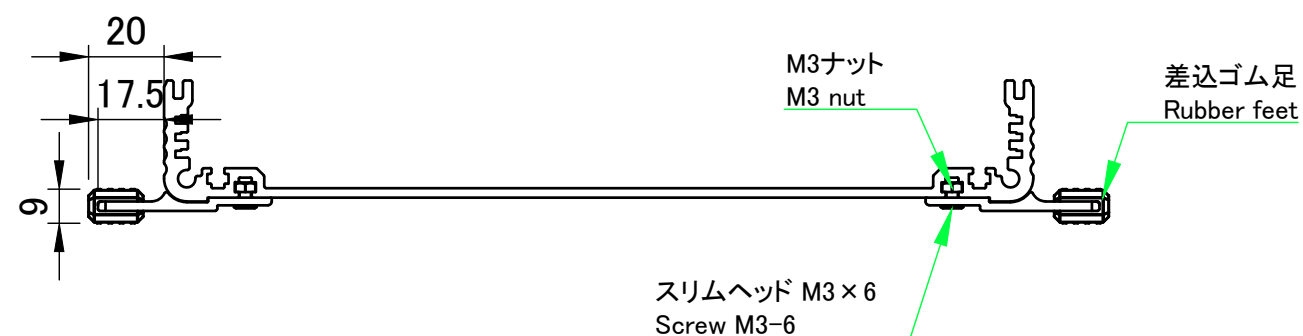 20
17.5
9
M3ナット
M3 nut
差込ゴム足
Rubber feet
スリムヘッド M3×6
Screw M3-6